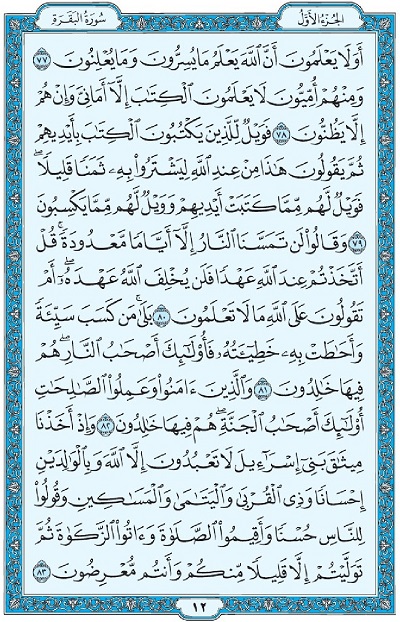 الجزء الأول
سورة البقرة
أَوَلَا يَعْلَمُونَ أَنَّ ٱللَّهَ يَعْلَمُ مَا يُسِرُّونَ وَمَا يُعْلِنُونَ ٧٧
وَمِنْهُمْ أُمِّيُّونَ لَا يَعْلَمُونَ ٱلْكِتَٰبَ إِلَّآ أَمَانِيَّ وَإِنْ هُمْ
إِلَّا يَظُنُّونَ ٧٨ فَوَيْلٌ لِّلَّذِينَ يَكْتُبُونَ ٱلْكِتَٰبَ بِأَيْدِيهِمْ
ثُمَّ يَقُولُونَ هَٰذَا مِنْ عِندِ ٱللَّهِ لِيَشْتَرُوا۟ بِهِۦ ثَمَنًا قَلِيلًا ۖ
فَوَيْلٌ لَّهُم مِّمَّا كَتَبَتْ أَيْدِيهِمْ وَوَيْلٌ لَّهُم مِّمَّا يَكْسِبُونَ
٧٩ وَقَالُوا۟ لَن تَمَسَّنَا ٱلنَّارُ إِلَّآ أَيَّامًا مَّعْدُودَةً ۚ قُلْ
أَتَّخَذْتُمْ عِندَ ٱللَّهِ عَهْدًا فَلَن يُخْلِفَ ٱللَّهُ عَهْدَهُۥٓ ۖ أَمْ
تَقُولُونَ عَلَى ٱللَّهِ مَا لَا تَعْلَمُونَ ٨٠ بَلَىٰ ۚ مَن كَسَبَ سَيِّئَةً
وَأَحَٰطَتْ بِهِۦ خَطِيٓـَٔتُهُۥ فَأُو۟لَٰٓئِكَ أَصْحَٰبُ ٱلنَّارِ ۖ هُمْ
فِيهَا خَٰلِدُونَ ٨١ وَٱلَّذِينَ ءَامَنُوا۟ وَعَمِلُوا۟ ٱلصَّٰلِحَٰتِ
أُو۟لَٰٓئِكَ أَصْحَٰبُ ٱلْجَنَّةِ ۖ هُمْ فِيهَا خَٰلِدُونَ ٨٢ وَإِذْ أَخَذْنَا
مِيثَٰقَ بَنِىٓ إِسْرَٰٓءِيلَ لَا تَعْبُدُونَ إِلَّا ٱللَّهَ وَبِٱلْوَٰلِدَيْنِ
إِحْسَانًا وَذِى ٱلْقُرْبَىٰ وَٱلْيَتَٰمَىٰ وَٱلْمَسَٰكِينِ وَقُولُوا۟
لِلنَّاسِ حُسْنًا وَأَقِيمُوا۟ ٱلصَّلَوٰةَ وَءَاتُوا۟ ٱلزَّكَوٰةَ ثُمَّ
تَوَلَّيْتُمْ إِلَّا قَلِيلًا مِّنكُمْ وَأَنتُم مُّعْرِضُونَ ٨٣
١٢